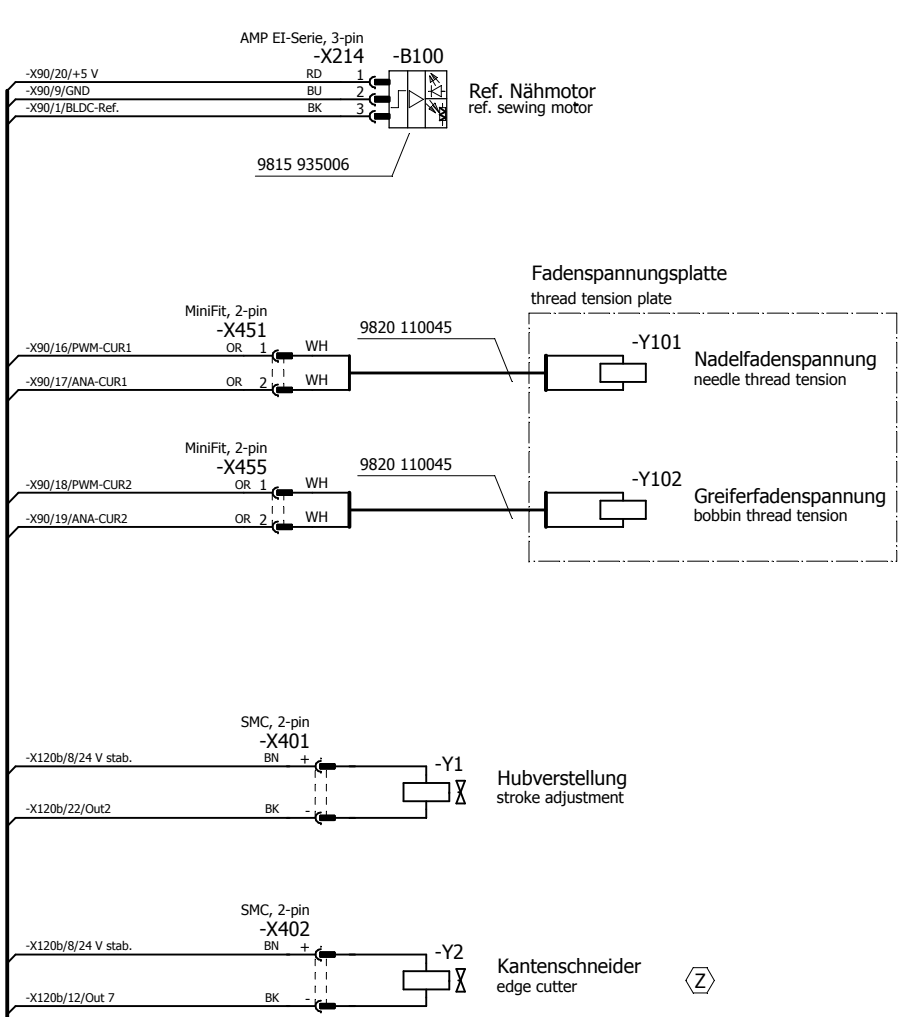 AMP EI-Serie, 3-pin
-X214 -B100
-X90/20/+5 V RD 1
-X90/9/GND BU 2
-X90/1/BLDC-Ref. BK 3
Ref. Nähmotor
ref. sewing motor
9815 935006
Fadenspannungsplatte
thread tension plate
MiniFit, 2-pin
-X451
9820 110045
-X90/16/PWM-CUR1 OR 1 WH
-X90/17/ANA-CUR1 OR 2 WH
-Y101
Nadelfadenspannung
needle thread tension
MiniFit, 2-pin
-X455
9820 110045
-X90/18/PWM-CUR2 OR 1 WH
-X90/19/ANA-CUR2 OR 2 WH
-Y102
Greiferfadenspannung
bobbin thread tension
SMC, 2-pin
-X401
-X120b/8/24 V stab. BN +
-Y1
Hubverstellung
stroke adjustment
-X120b/22/Out2 BK -
SMC, 2-pin
-X402
-X120b/8/24 V stab. BN +
-Y2
Kantenschneider
edge cutter
Z
-X120b/12/Out 7 BK -